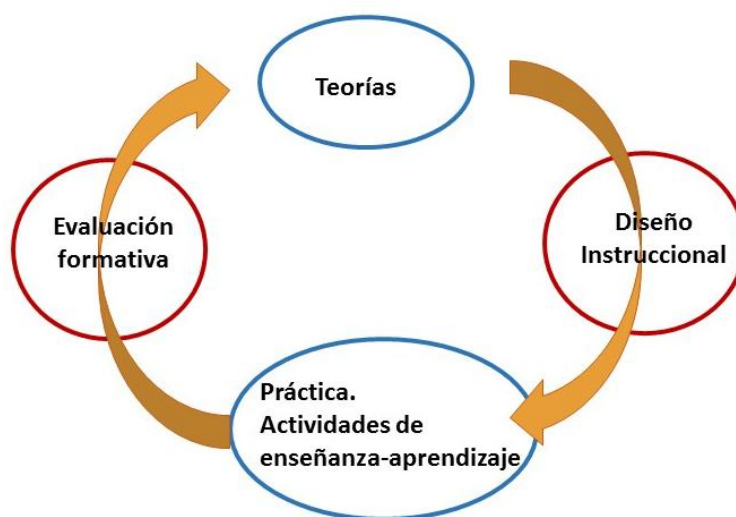 Teorías
Evaluación
formativa
Diseño
Instruccional
Práctica.
Actividades de
enseñanza-aprendizaje